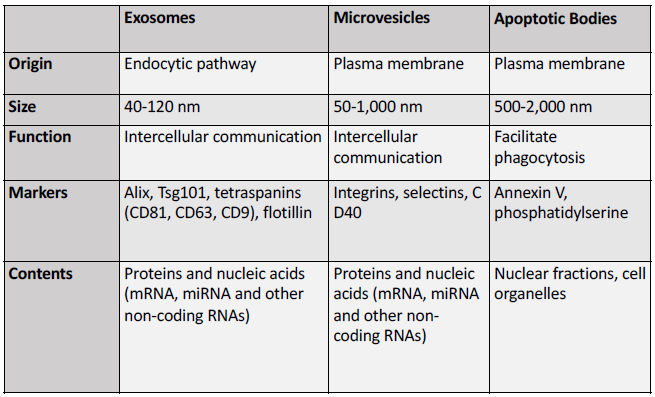 Exosomes Microvesicles Apoptotic Bodies
Origin Endocytic pathway Plasma membrane Plasma membrane
Size 40-120 nm 50-1,000 nm 500-2,000 nm
Function Intercellular communication Intercellular Facilitate
communication phagocytosis
Markers Alix, Tsg101, tetraspanins Integrins, selectins, C Annexin V,
(CD81, CD63, CD9), flotillin D40 phosphatidylserine
Contents Proteins and nucleic acids Proteins and nucleic Nuclear fractions, cell
(mRNA, miRNA and other acids (mRNA, miRNA organelles
non-coding RNAs) and other non-
coding RNAs)